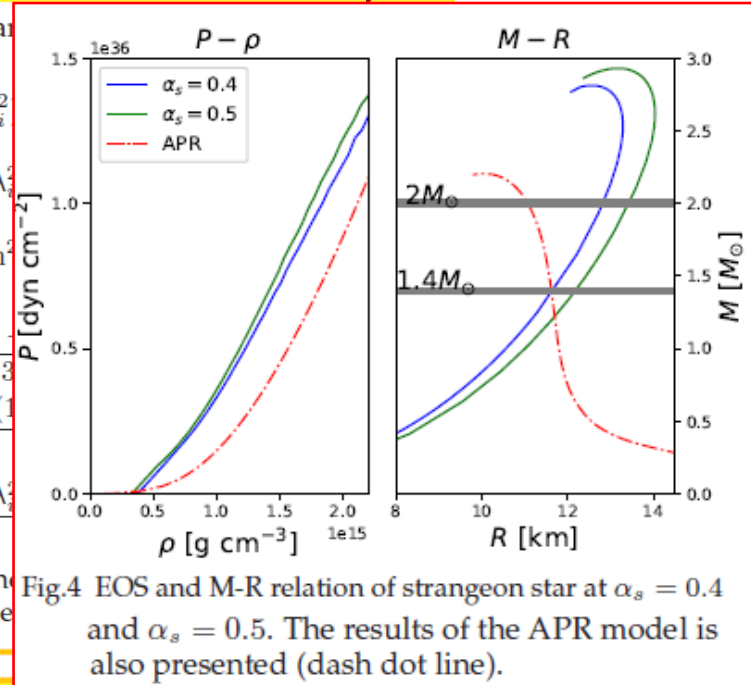 P − ρ
M − R
1e36
α_s = 0.4
α_s = 0.5
APR
1.5
1.0
0.5
0.0
P [dyn cm⁻²]
0.0 0.5 1.0 1.5 2.0
1e15
ρ [g cm⁻³]
2M⊙
1.4M⊙
3.0
2.5
2.0
1.5
1.0
0.5
0.0
M [M⊙]
8 10 12 14
R [km]
Fig.4 EOS and M-R relation of strangeon star at α_s = 0.4
and α_s = 0.5. The results of the APR model is
also presented (dash dot line).